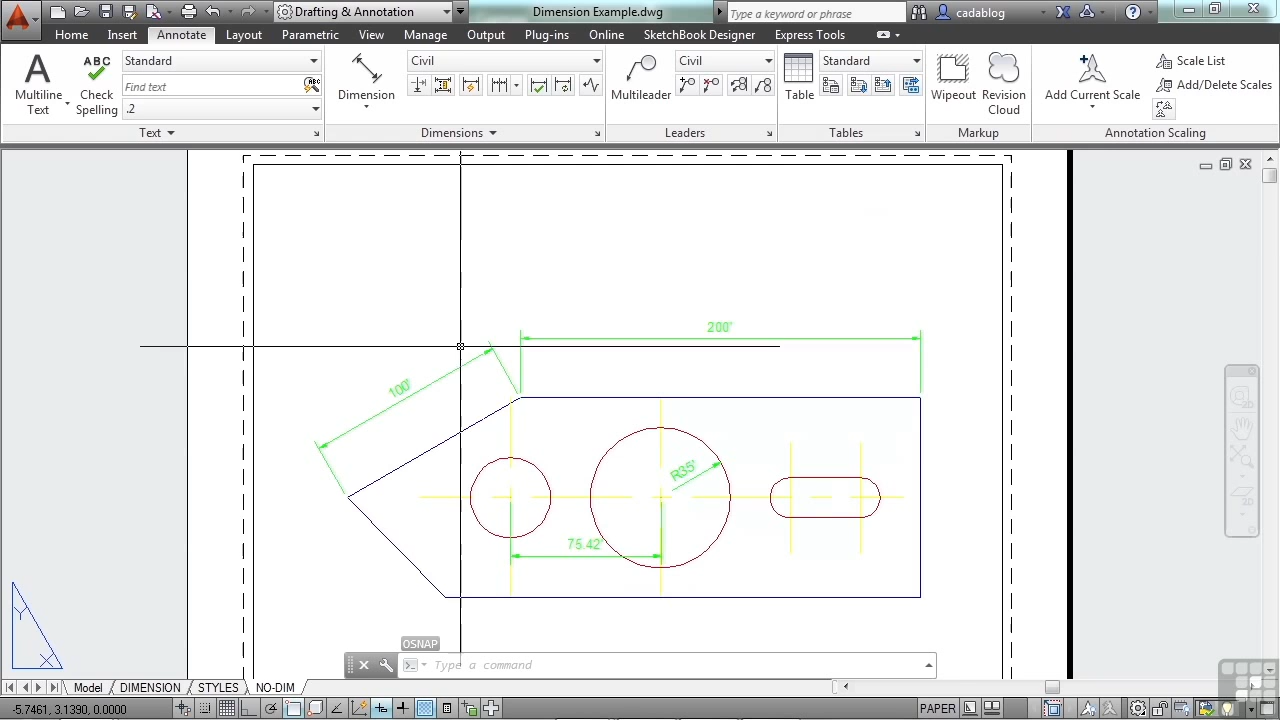 Drafting & Annotation
Dimension Example.dwg
Type a keyword or phrase
cadablog
Home Insert Annotate Layout Parametric View Manage Output Plug-ins Online SketchBook Designer Express Tools
Multiline Text
ABC
Check Spelling
Standard
Find text
.2
Text
Dimension
Civil
Dimensions
Multileader
Civil
Leaders
Table
Standard
Tables
Wipeout
Revision Cloud
Markup
Add Current Scale
Scale List
Add/Delete Scales
Annotation Scaling
200'
100'
R35'
75.42'
Y
X
2D
OSNAP
Type a command
Model DIMENSION STYLES NO-DIM
-5.7461, 3.1390, 0.0000
PAPER